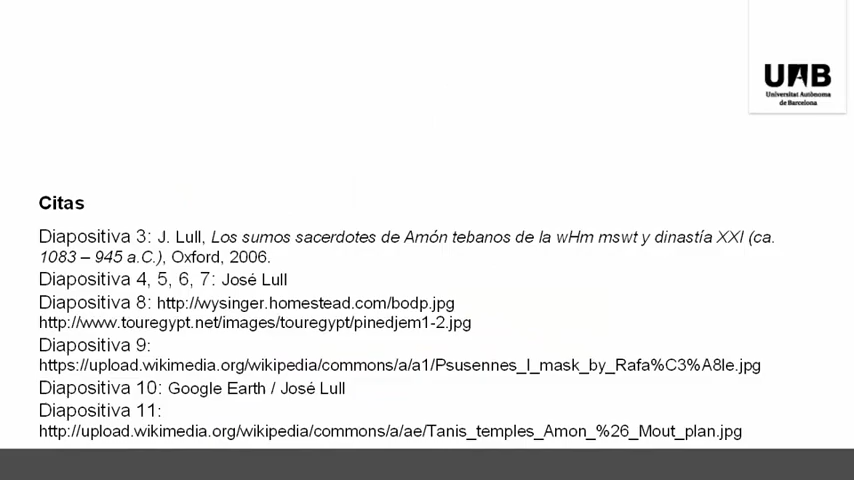 UAB
Universitat Autònoma
de Barcelona
Citas
Diapositiva 3: J. Lull, Los sumos sacerdotes de Amón tebanos de la wHm mswt y dinastía XXI (ca.
1083 – 945 a.C.), Oxford, 2006.
Diapositiva 4, 5, 6, 7: José Lull
Diapositiva 8: http://wysinger.homestead.com/bodp.jpg
http://www.touregypt.net/images/touregypt/pinedjem1-2.jpg
Diapositiva 9:
https://upload.wikimedia.org/wikipedia/commons/a/a1/Psusennes_I_mask_by_Rafa%C3%A8le.jpg
Diapositiva 10: Google Earth / José Lull
Diapositiva 11:
http://upload.wikimedia.org/wikipedia/commons/a/ae/Tanis_temples_Amon_%26_Mout_plan.jpg